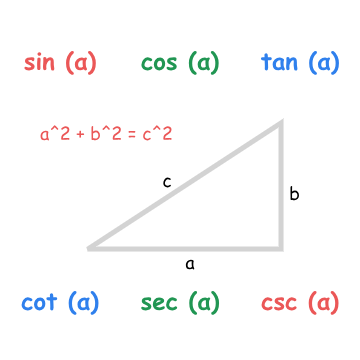 sin (a) cos (a) tan (a)
a^2 + b^2 = c^2
c
b
a
cot (a) sec (a) csc (a)